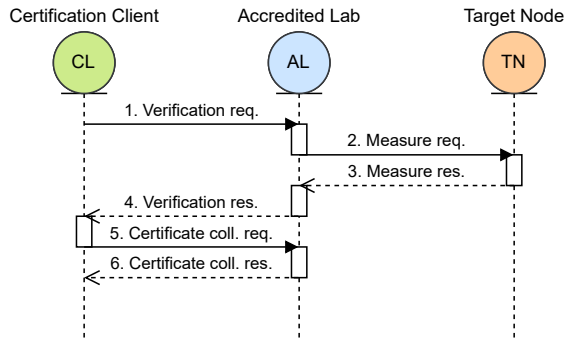 Certification Client
Accredited Lab
Target Node
CL
AL
TN
1. Verification req.
2. Measure req.
3. Measure res.
4. Verification res.
5. Certificate coll. req.
6. Certificate coll. res.